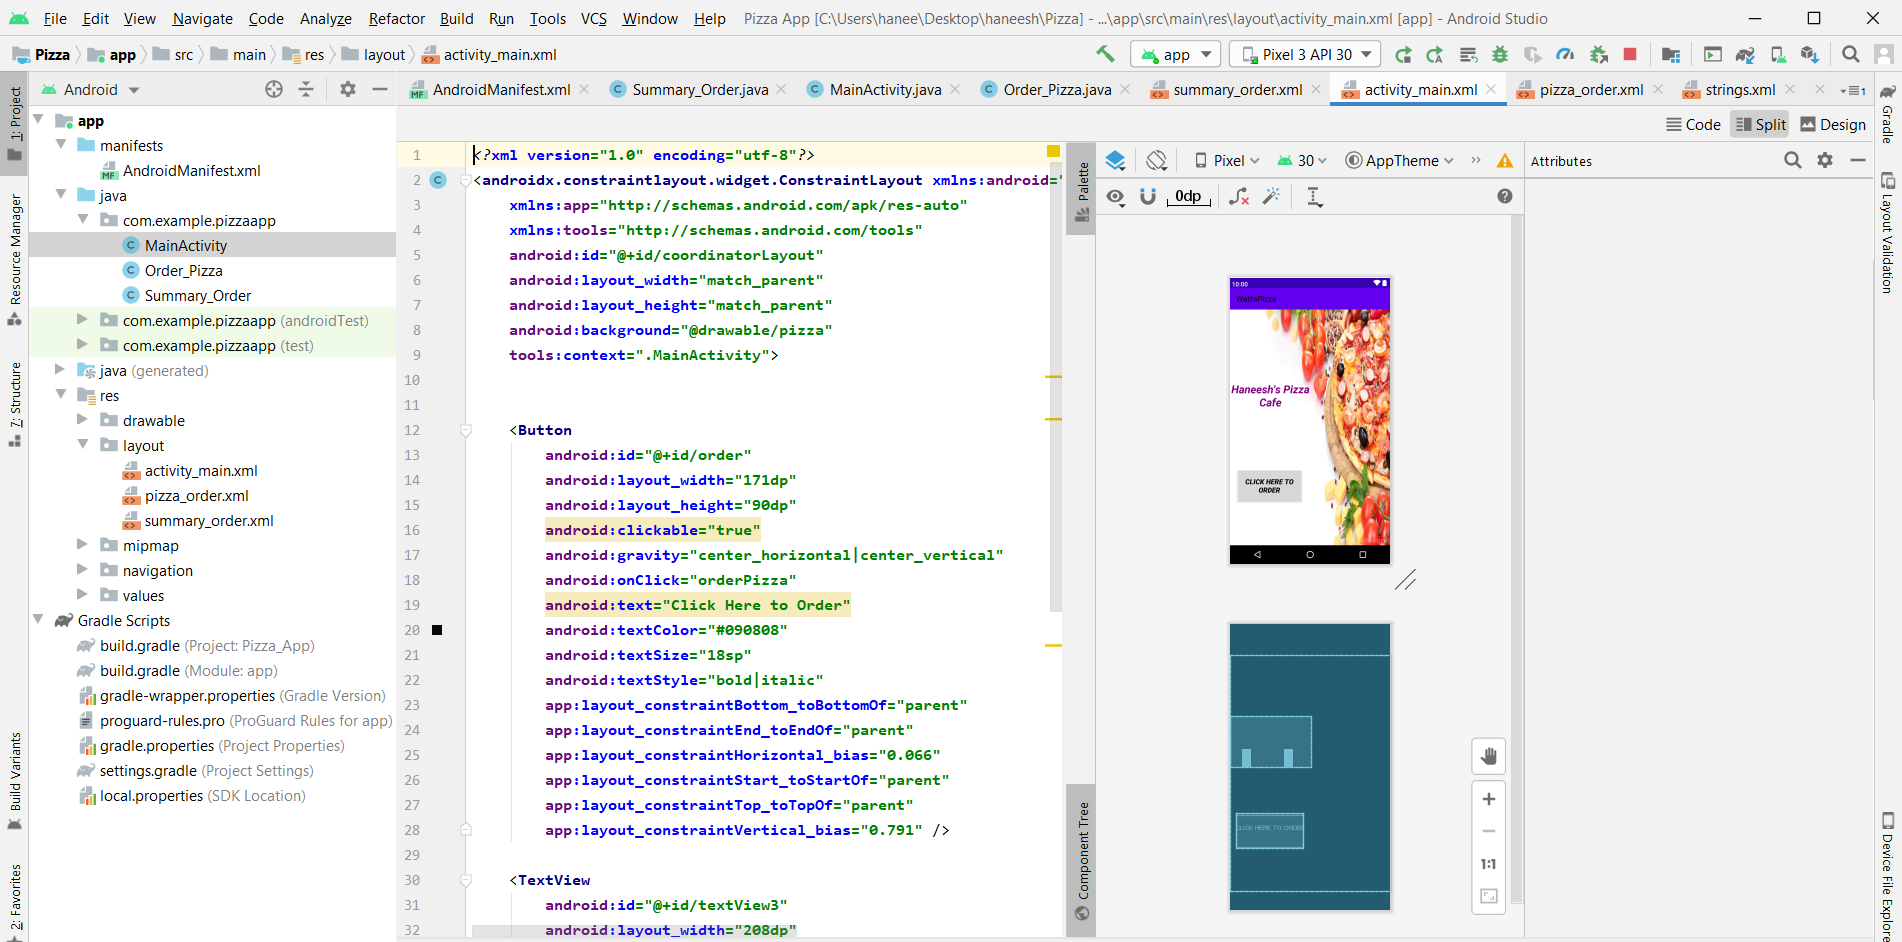 File Edit View Navigate Code Analyze Refactor Build Run Tools VCS Window Help Pizza App [C:\Users\hanee\Desktop\haneesh\Pizza] - ...\app\src\main\res\layout\activity_main.xml [app] - Android Studio
Pizza app src main res layout activity_main.xml app Pixel 3 API 30
Android
AndroidManifest.xml Summary_Order.java MainActivity.java Order_Pizza.java summary_order.xml activity_main.xml pizza_order.xml strings.xml
Code Split Design
1: Project
Resource Manager
7: Structure
Build Variants
2: Favorites
app
manifests
AndroidManifest.xml
java
com.example.pizzaapp
MainActivity
Order_Pizza
Summary_Order
com.example.pizzaapp (androidTest)
com.example.pizzaapp (test)
java (generated)
res
drawable
layout
activity_main.xml
pizza_order.xml
summary_order.xml
mipmap
navigation
values
Gradle Scripts
build.gradle (Project: Pizza_App)
build.gradle (Module: app)
gradle-wrapper.properties (Gradle Version)
proguard-rules.pro (ProGuard Rules for app)
gradle.properties (Project Properties)
settings.gradle (Project Settings)
local.properties (SDK Location)
1 <?xml version="1.0" encoding="utf-8"?>
2 <androidx.constraintlayout.widget.ConstraintLayout xmlns:android="
3 xmlns:app="http://schemas.android.com/apk/res-auto"
4 xmlns:tools="http://schemas.android.com/tools"
5 android:id="@+id/coordinatorLayout"
6 android:layout_width="match_parent"
7 android:layout_height="match_parent"
8 android:background="@drawable/pizza"
9 tools:context=".MainActivity">
10
11
12 <Button
13 android:id="@+id/order"
14 android:layout_width="171dp"
15 android:layout_height="90dp"
16 android:clickable="true"
17 android:gravity="center_horizontal|center_vertical"
18 android:onClick="orderPizza"
19 android:text="Click Here to Order"
20 android:textColor="#090808"
21 android:textSize="18sp"
22 android:textStyle="bold|italic"
23 app:layout_constraintBottom_toBottomOf="parent"
24 app:layout_constraintEnd_toEndOf="parent"
25 app:layout_constraintHorizontal_bias="0.066"
26 app:layout_constraintStart_toStartOf="parent"
27 app:layout_constraintTop_toTopOf="parent"
28 app:layout_constraintVertical_bias="0.791" />
29
30 <TextView
31 android:id="@+id/textView3"
32 android:layout_width="208dp"
Palette
Component Tree
Pixel 30 AppTheme
0dp
10:00
WattaPizza
Haneesh's Pizza
Cafe
CLICK HERE TO
ORDER
CLICK HERE TO ORDER
1:1
Attributes
Gradle
Layout Validation
Device File Explorer